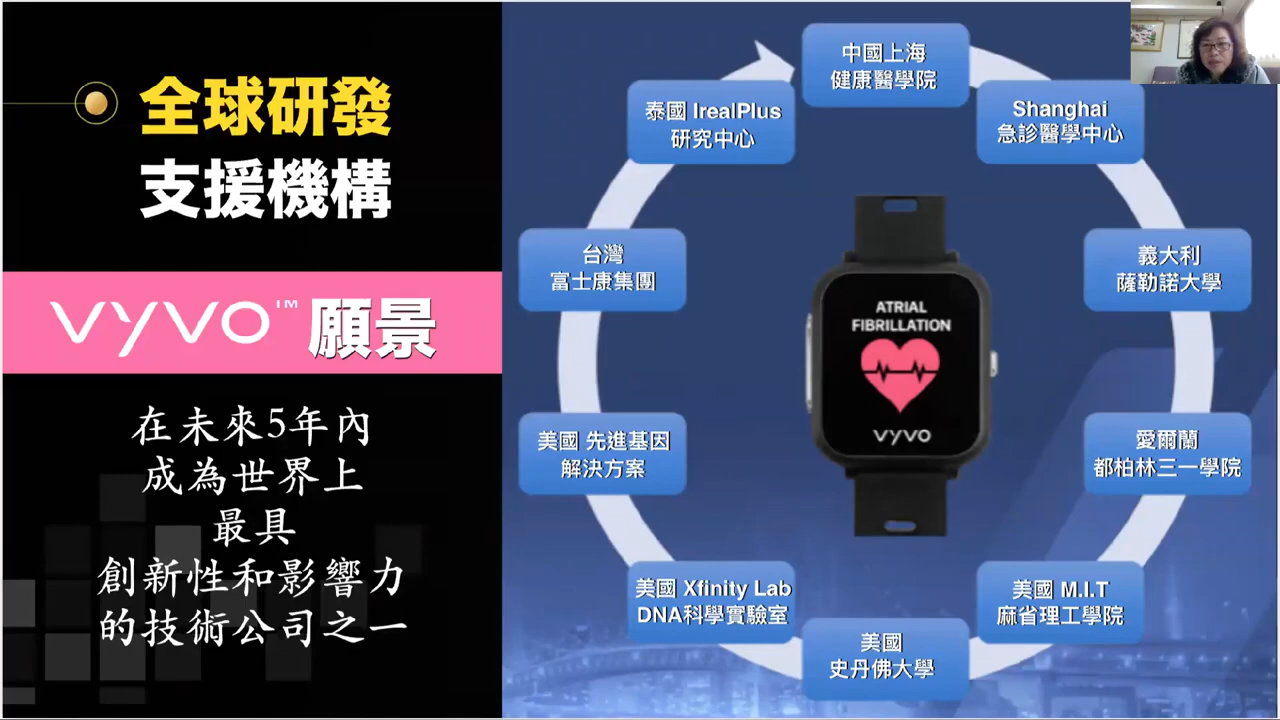 全球研發
支援機構
VYVO™ 願景
在未來5年內
成為世界上
最具
創新性和影響力
的技術公司之一
中國上海
健康醫學院
Shanghai
急診醫學中心
義大利
薩勒諾大學
愛爾蘭
都柏林三一學院
美國 M.I.T
麻省理工學院
美國
史丹佛大學
美國 Xfinity Lab
DNA科學實驗室
美國 先進基因
解決方案
台灣
富士康集團
泰國 IrealPlus
研究中心
ATRIAL
FIBRILLATION
VYVO